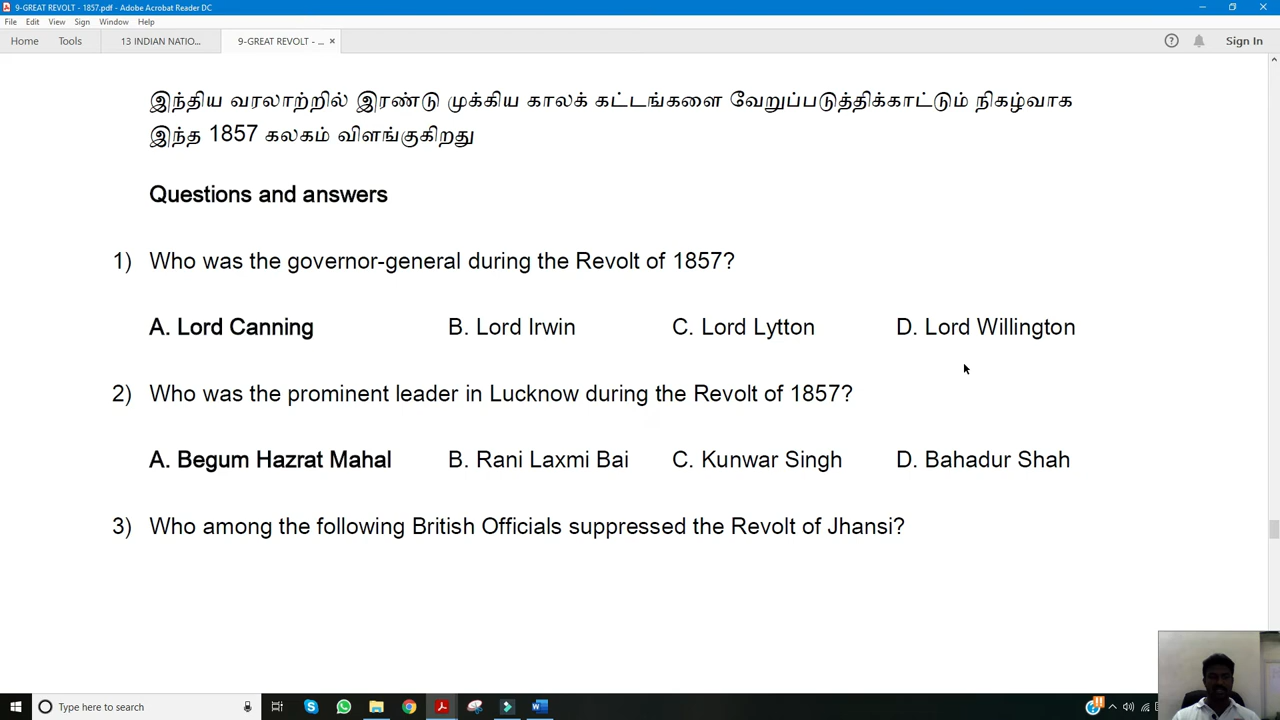 9-GREAT REVOLT - 1857.pdf - Adobe Acrobat Reader DC
File Edit View Sign Window Help
Home Tools 13 INDIAN NATIO... 9-GREAT REVOLT - ... × Sign In
இந்திய வரலாற்றில் இரண்டு முக்கிய காலக் கட்டங்களை வேறுப்படுத்திக்காட்டும் நிகழ்வாக
இந்த 1857 கலகம் விளங்குகிறது
Questions and answers
1) Who was the governor-general during the Revolt of 1857?
A. Lord Canning B. Lord Irwin C. Lord Lytton D. Lord Willington
2) Who was the prominent leader in Lucknow during the Revolt of 1857?
A. Begum Hazrat Mahal B. Rani Laxmi Bai C. Kunwar Singh D. Bahadur Shah
3) Who among the following British Officials suppressed the Revolt of Jhansi?
Type here to search